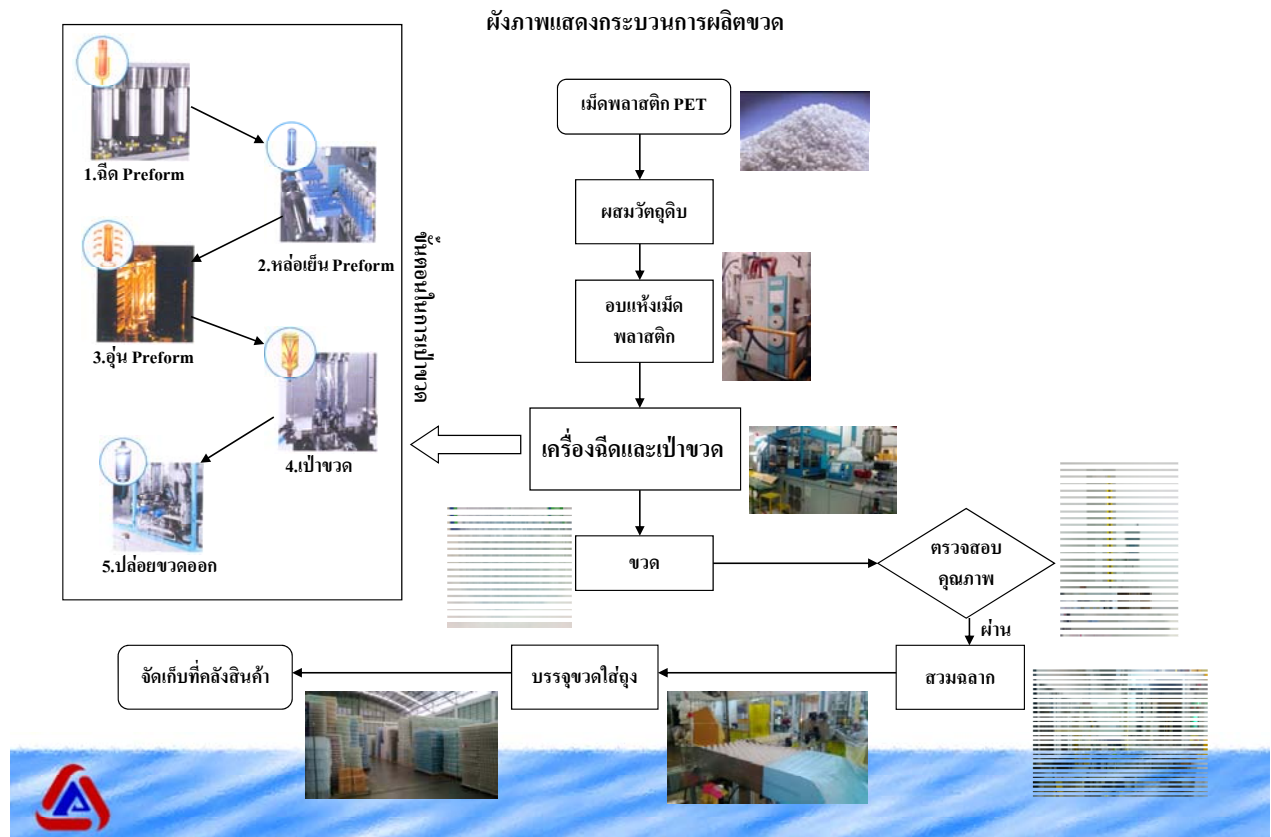 ผังภาพแสดงกระบวนการผลิตขวด
1.ฉีด Preform
2.หล่อเย็น Preform
3.อุ่น Preform
4.เป่าขวด
5.ปล่อยขวดออก
ขั้นตอนในการเป่าขวด
เม็ดพลาสติก PET
ผสมวัตถุดิบ
อบแห้งเม็ด
พลาสติก
เครื่องฉีดและเป่าขวด
ขวด
ตรวจสอบ
คุณภาพ
ผ่าน
สวมฉลาก
บรรจุขวดใส่ถุง
จัดเก็บที่คลังสินค้า